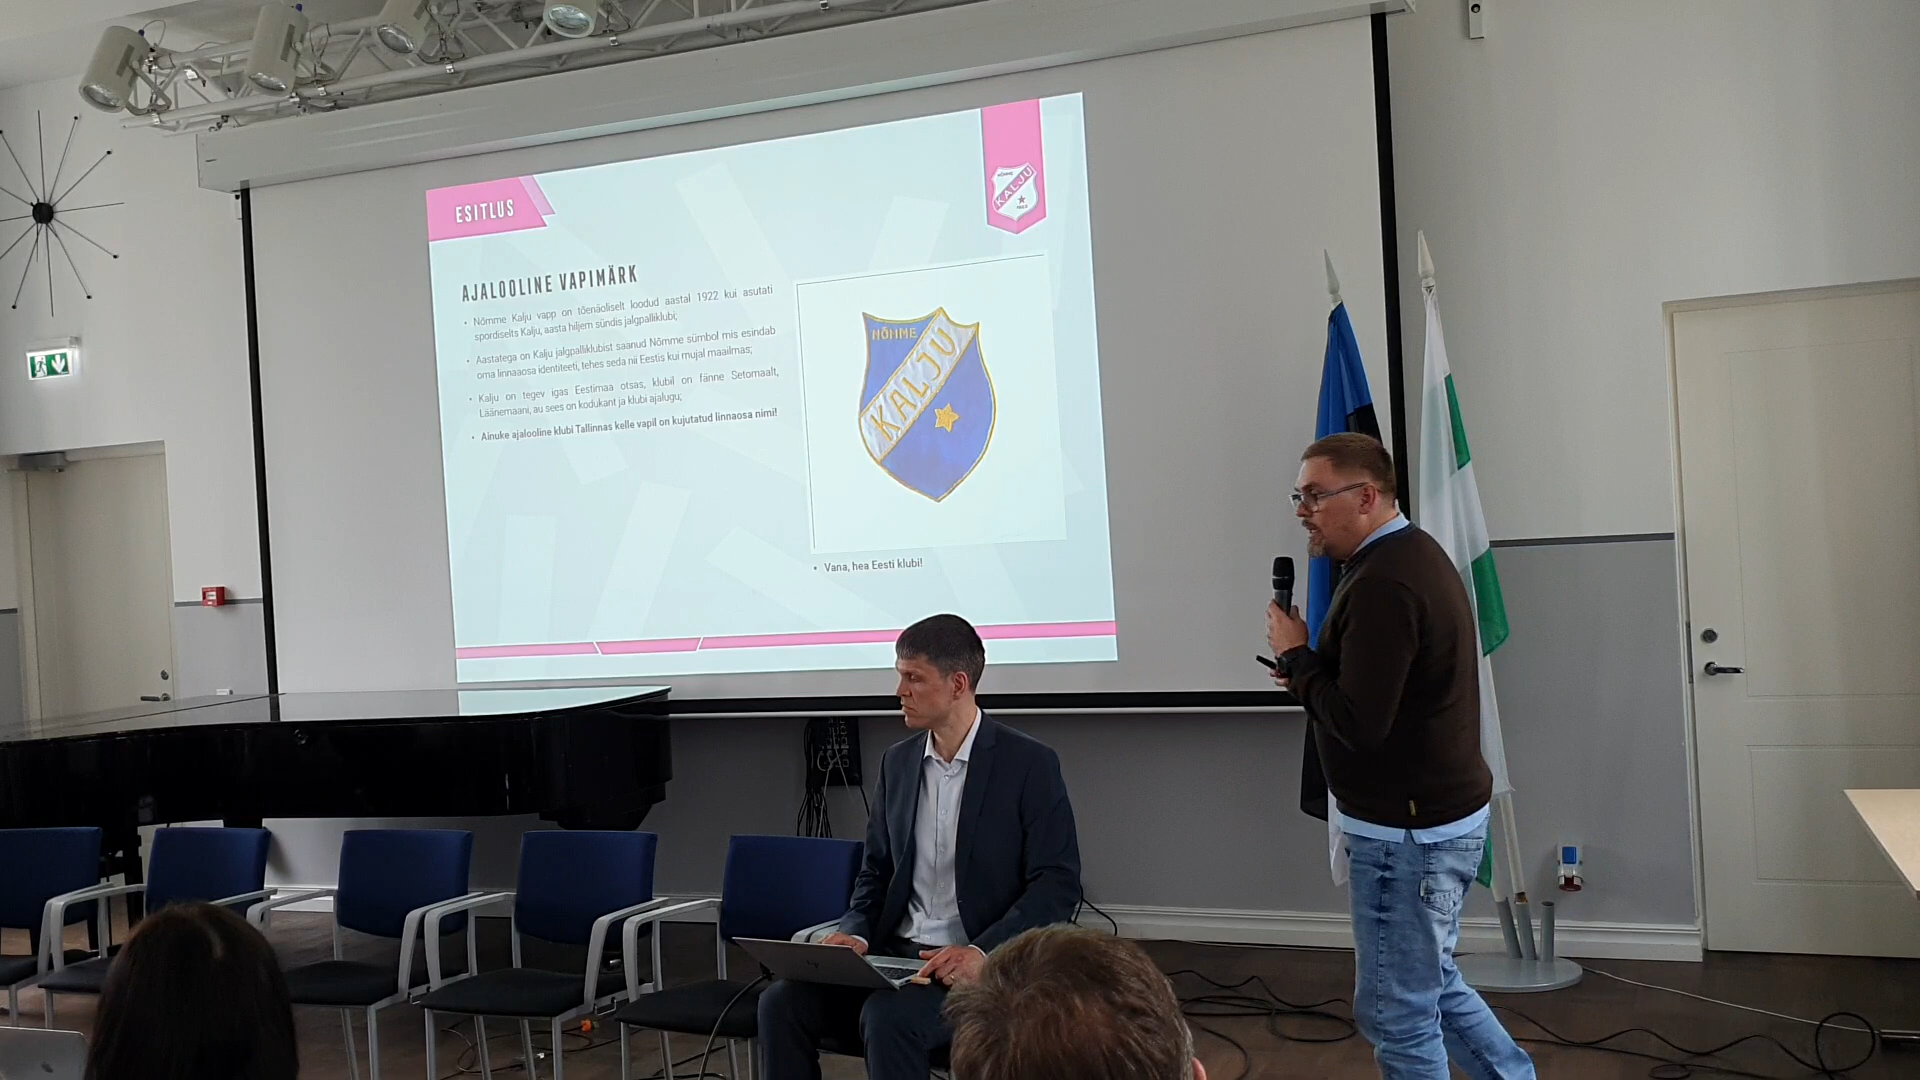 ESITLUS
NÕMME
KALJU
AJALOOLINE VAPIMÄRK
• Nõmme Kalju vapp on tõenäoliselt loodud aastal 1922 kui asutati
spordiselts Kalju, aasta hiljem sündis jalgpalliklubi;
• Aastatega on Kalju jalgpalliklubist saanud Nõmme sümbol mis esindab
oma linnaosa identiteeti, tehes seda nii Eestis kui mujal maailmas;
• Kalju on tegev igas Eestimaa otsas, klubil on fänne Setomaalt,
Läänemaani, au sees on kodukant ja klubi ajalugu;
• Ainuke ajalooline klubi Tallinnas kelle vapil on kujutatud linnaosa nimi!
NÕMME
KALJU
• Vana, hea Eesti klubi!